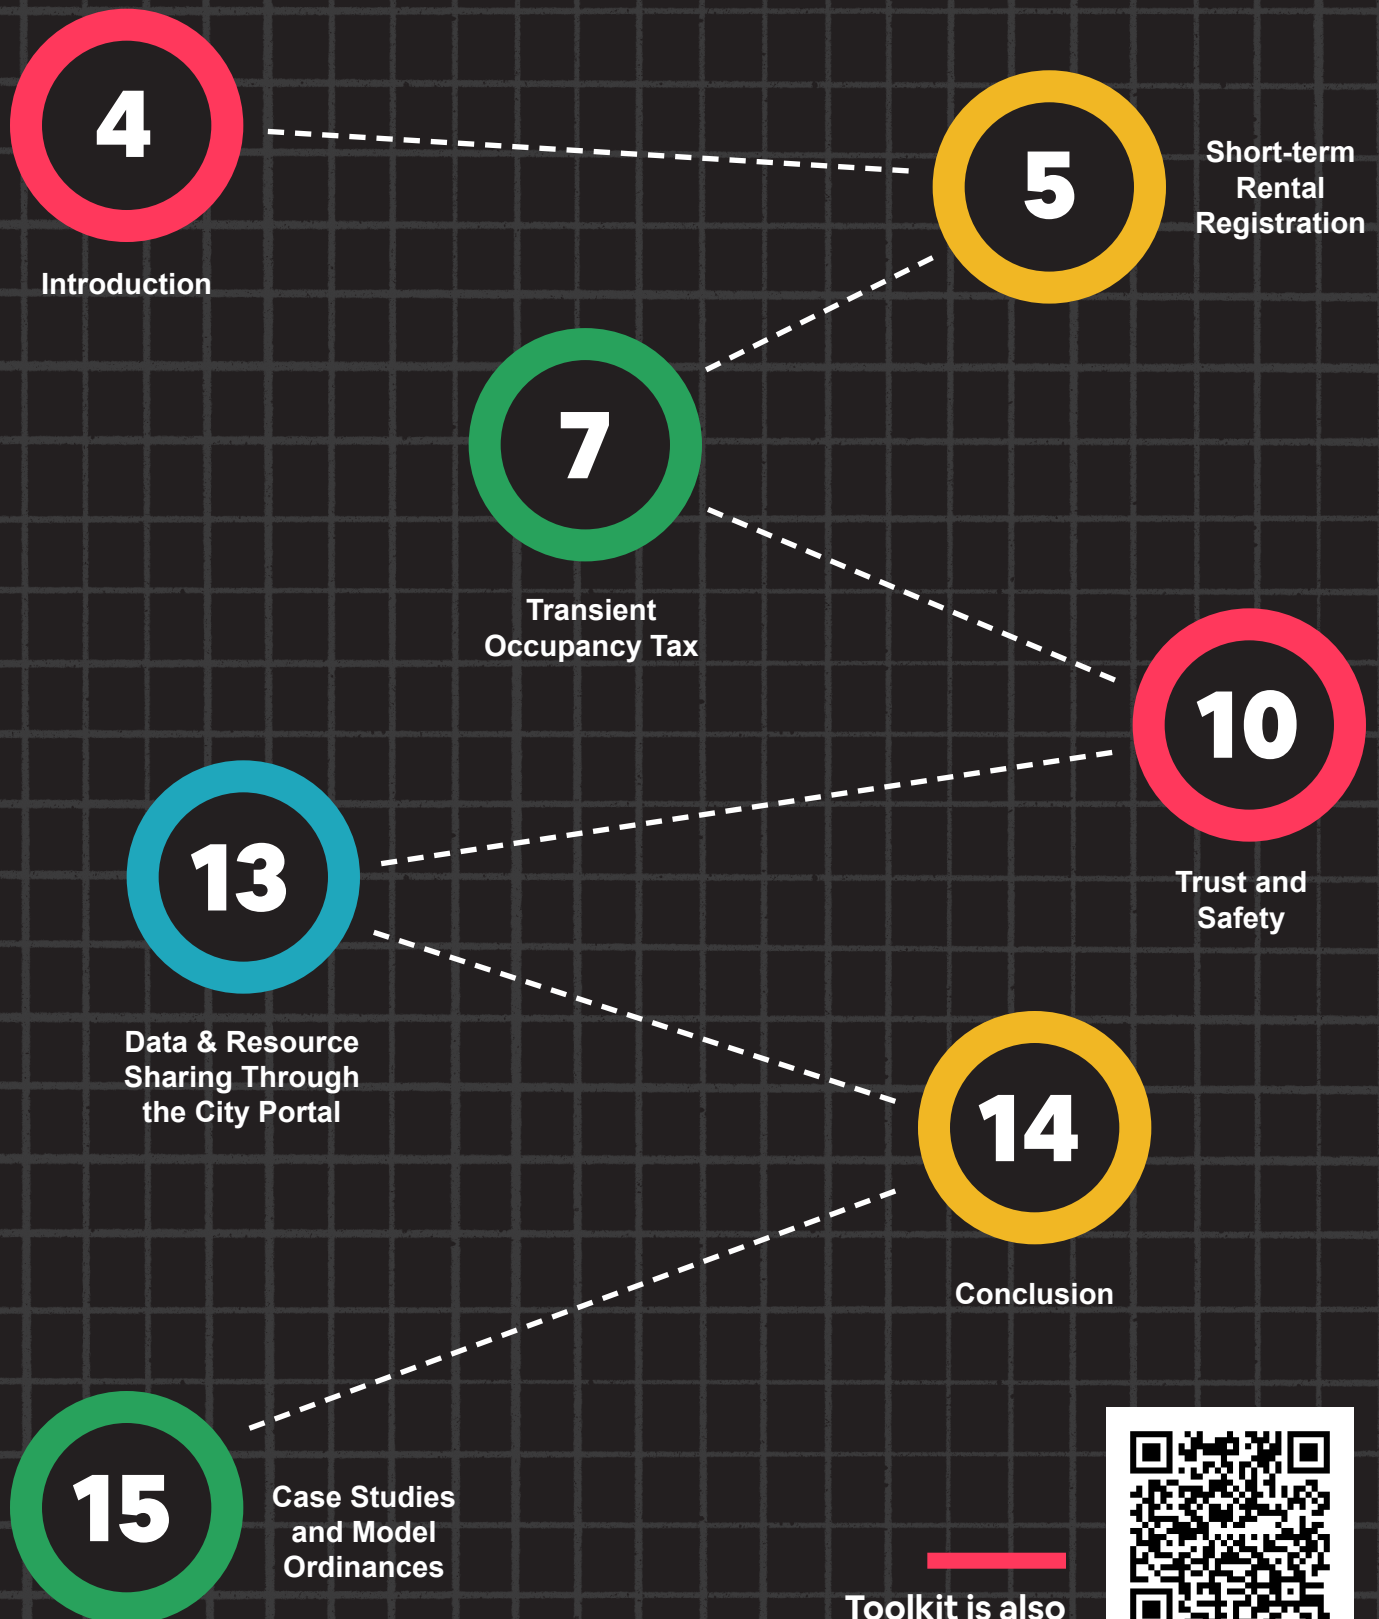 4
Introduction
5
Short-term
Rental
Registration
7
Transient
Occupancy Tax
10
Trust and
Safety
13
Data & Resource
Sharing Through
the City Portal
14
Conclusion
15
Case Studies
and Model
Ordinances
Toolkit is also